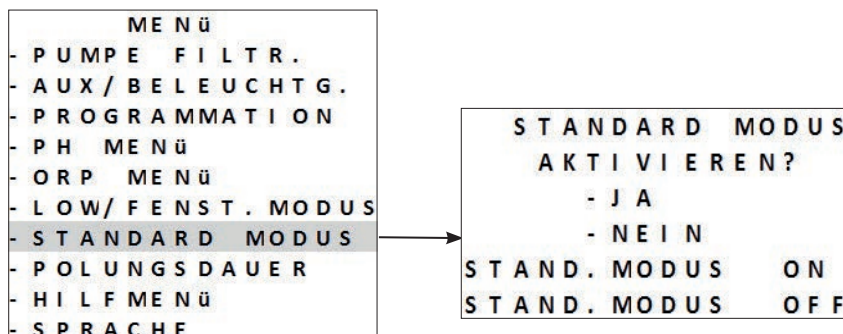 MENü
- PUMPE FILTR.
- AUX/BELEUCHTG.
- PROGRAMMATION
- PH MENü
- ORP MENü
- LOW/FENST.MODUS
- STANDARD MODUS
- POLUNGSDAUER
- HILFMENü
- SPRACHE
STANDARD MODUS
AKTIVIEREN?
-JA
-NEIN
STAND. MODUS ON
STAND. MODUS OFF